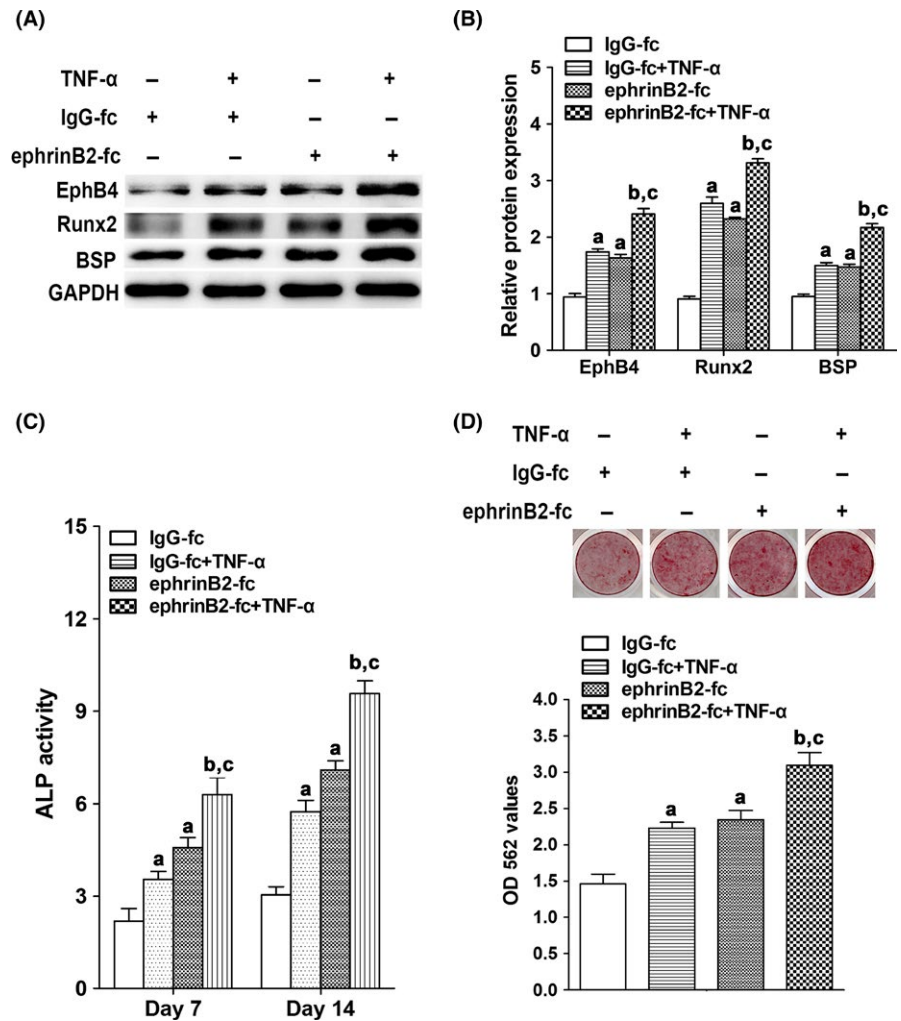 (A)
TNF-α – + – +
IgG-fc + + – –
ephrinB2-fc – – + +
EphB4
Runx2
BSP
GAPDH
(B)
IgG-fc
IgG-fc+TNF-α
ephrinB2-fc
ephrinB2-fc+TNF-α
Relative protein expression
5
4
3
2
1
0
a a b,c
a a b,c
a a b,c
EphB4 Runx2 BSP
(C)
IgG-fc
IgG-fc+TNF-α
ephrinB2-fc
ephrinB2-fc+TNF-α
ALP activity
15
12
9
6
3
0
a a b,c
a a b,c
Day 7 Day 14
(D)
TNF-α – + – +
IgG-fc + + – –
ephrinB2-fc – – + +
IgG-fc
IgG-fc+TNF-α
ephrinB2-fc
ephrinB2-fc+TNF-α
OD 562 values
4.0
3.5
3.0
2.5
2.0
1.5
1.0
0.5
0.0
a a b,c